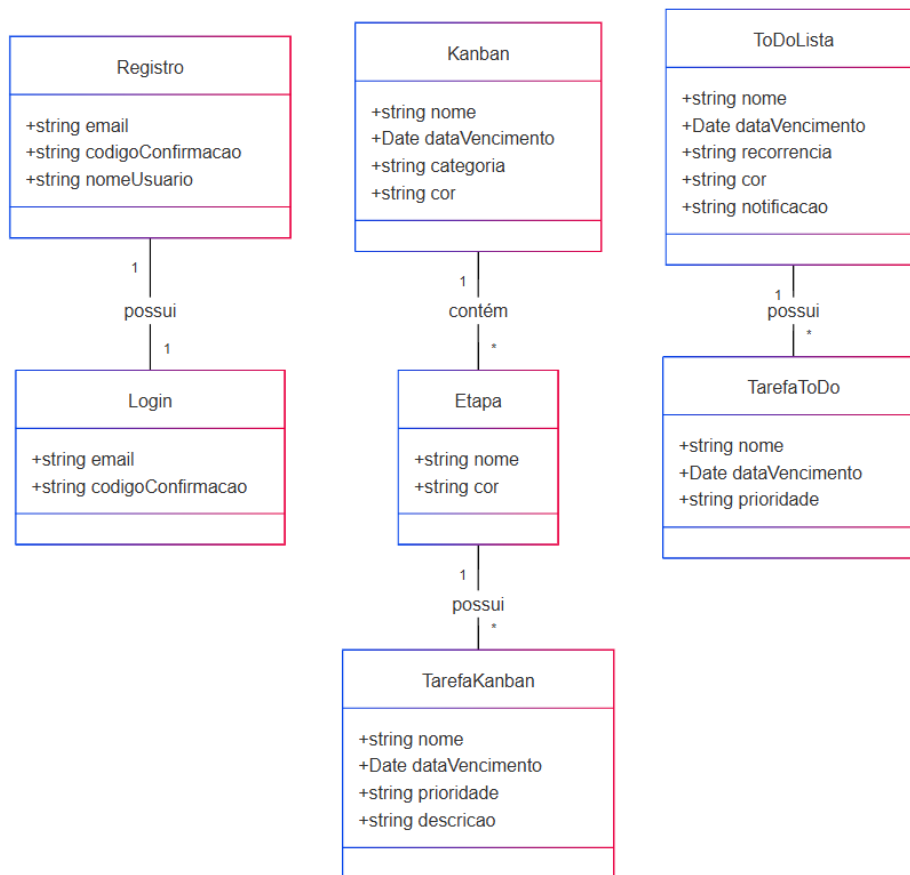 Registro
+string email
+string codigoConfirmacao
+string nomeUsuario
1
possui
1
Login
+string email
+string codigoConfirmacao
Kanban
+string nome
+Date dataVencimento
+string categoria
+string cor
1
contém
*
Etapa
+string nome
+string cor
1
possui
*
TarefaKanban
+string nome
+Date dataVencimento
+string prioridade
+string descricao
ToDoLista
+string nome
+Date dataVencimento
+string recorrencia
+string cor
+string notificacao
1
possui
*
TarefaToDo
+string nome
+Date dataVencimento
+string prioridade